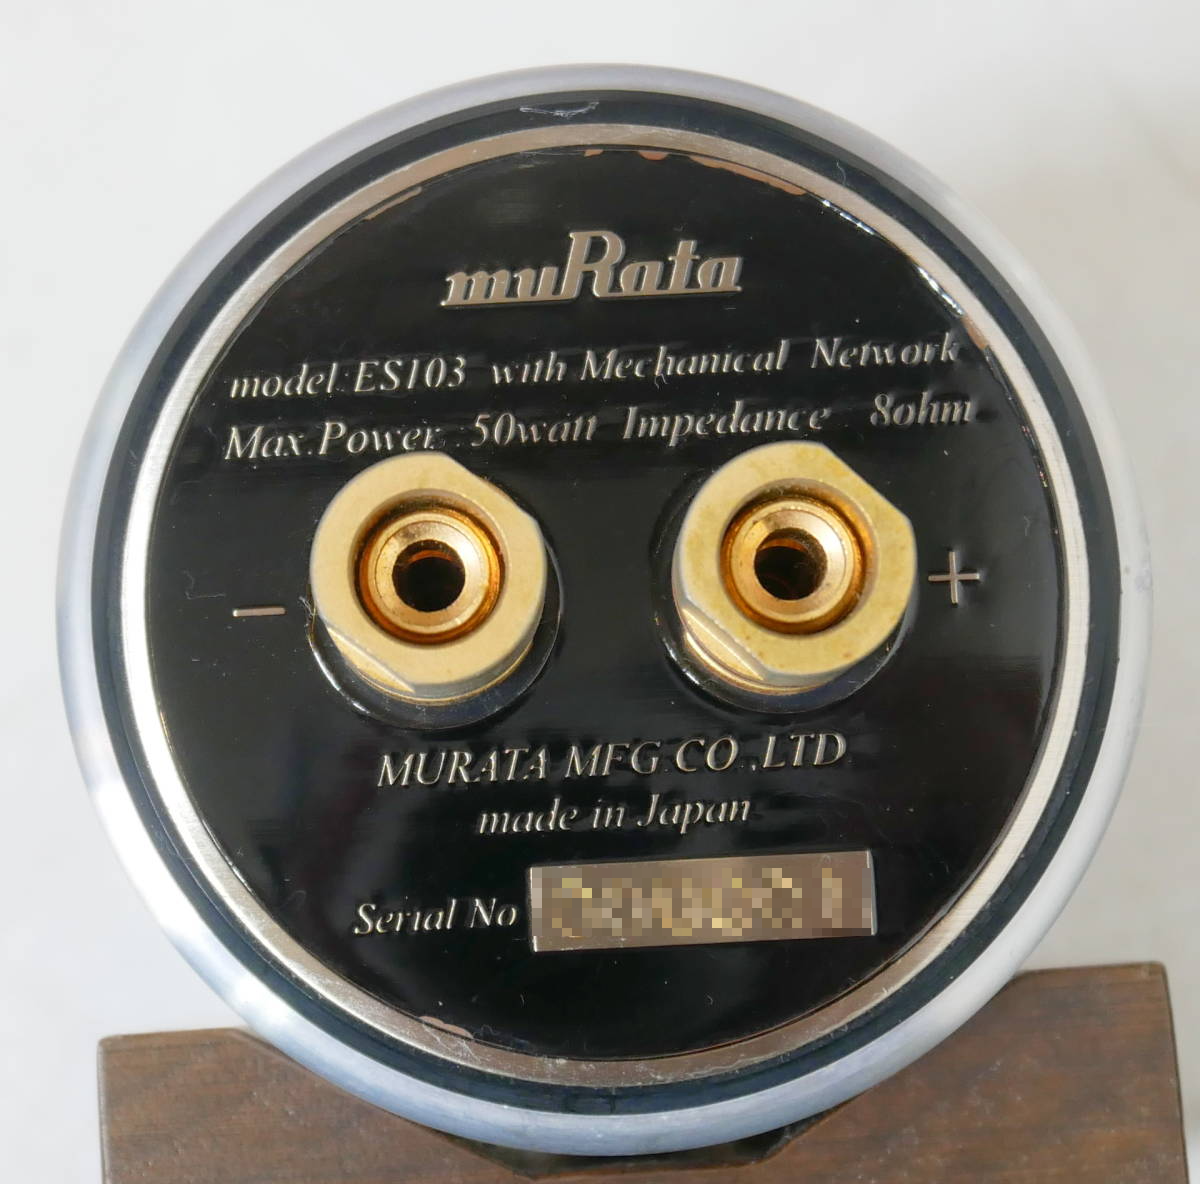 muRata
model. ES103 with Mechanical Network
Max. Power. 50watt Impedance 8ohm
− +
MURATA MFG.CO.,LTD
made in Japan
Serial No